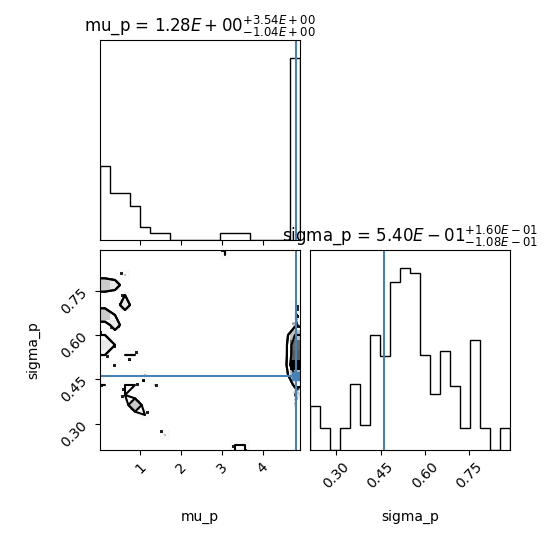 mu_p = 1.28E + 00+3.54E+00−1.04E+00
sigma_p = 5.40E − 01+1.60E−01−1.08E−01
sigma_p
0.75
0.60
0.45
0.30
1 2 3 4
0.30 0.45 0.60 0.75
mu_p
sigma_p